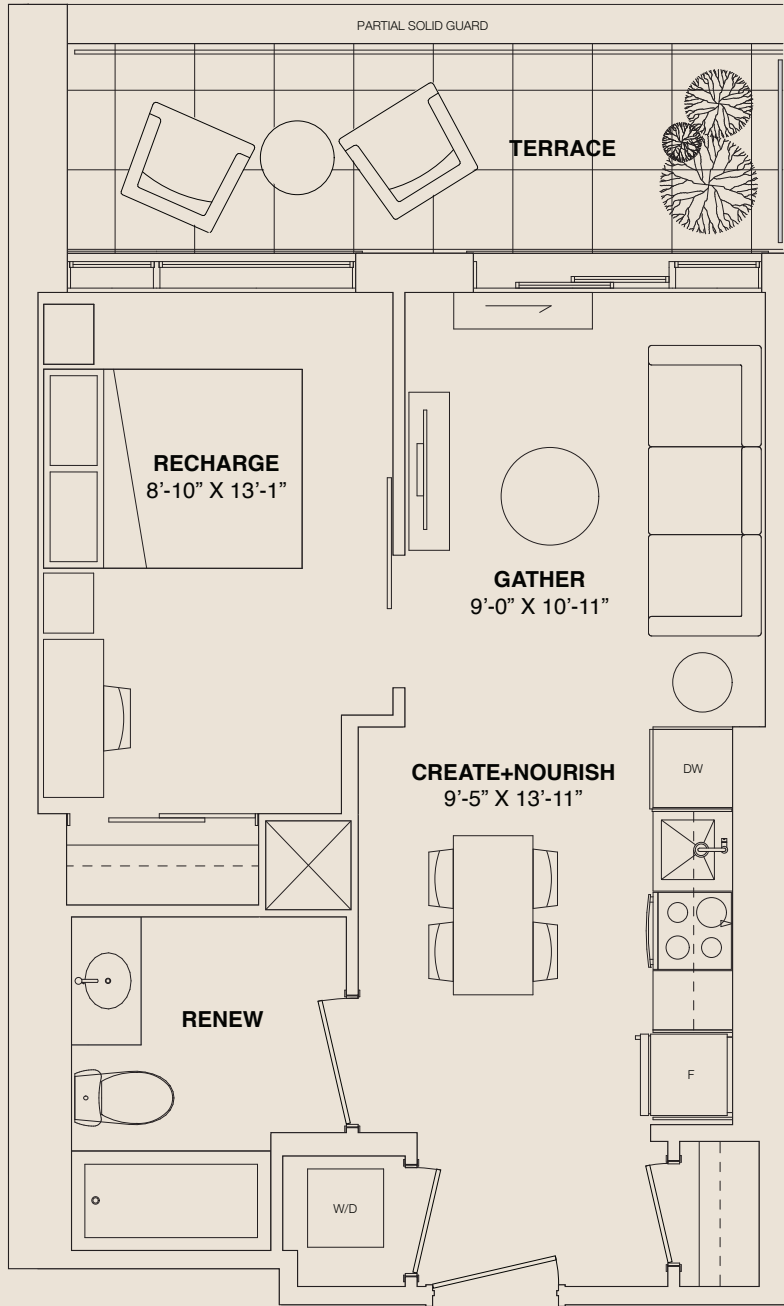 PARTIAL SOLID GUARD
TERRACE
RECHARGE
8’-10” X 13’-1”
GATHER
9’-0” X 10’-11”
CREATE+NOURISH
9’-5” X 13’-11”
DW
RENEW
F
W/D